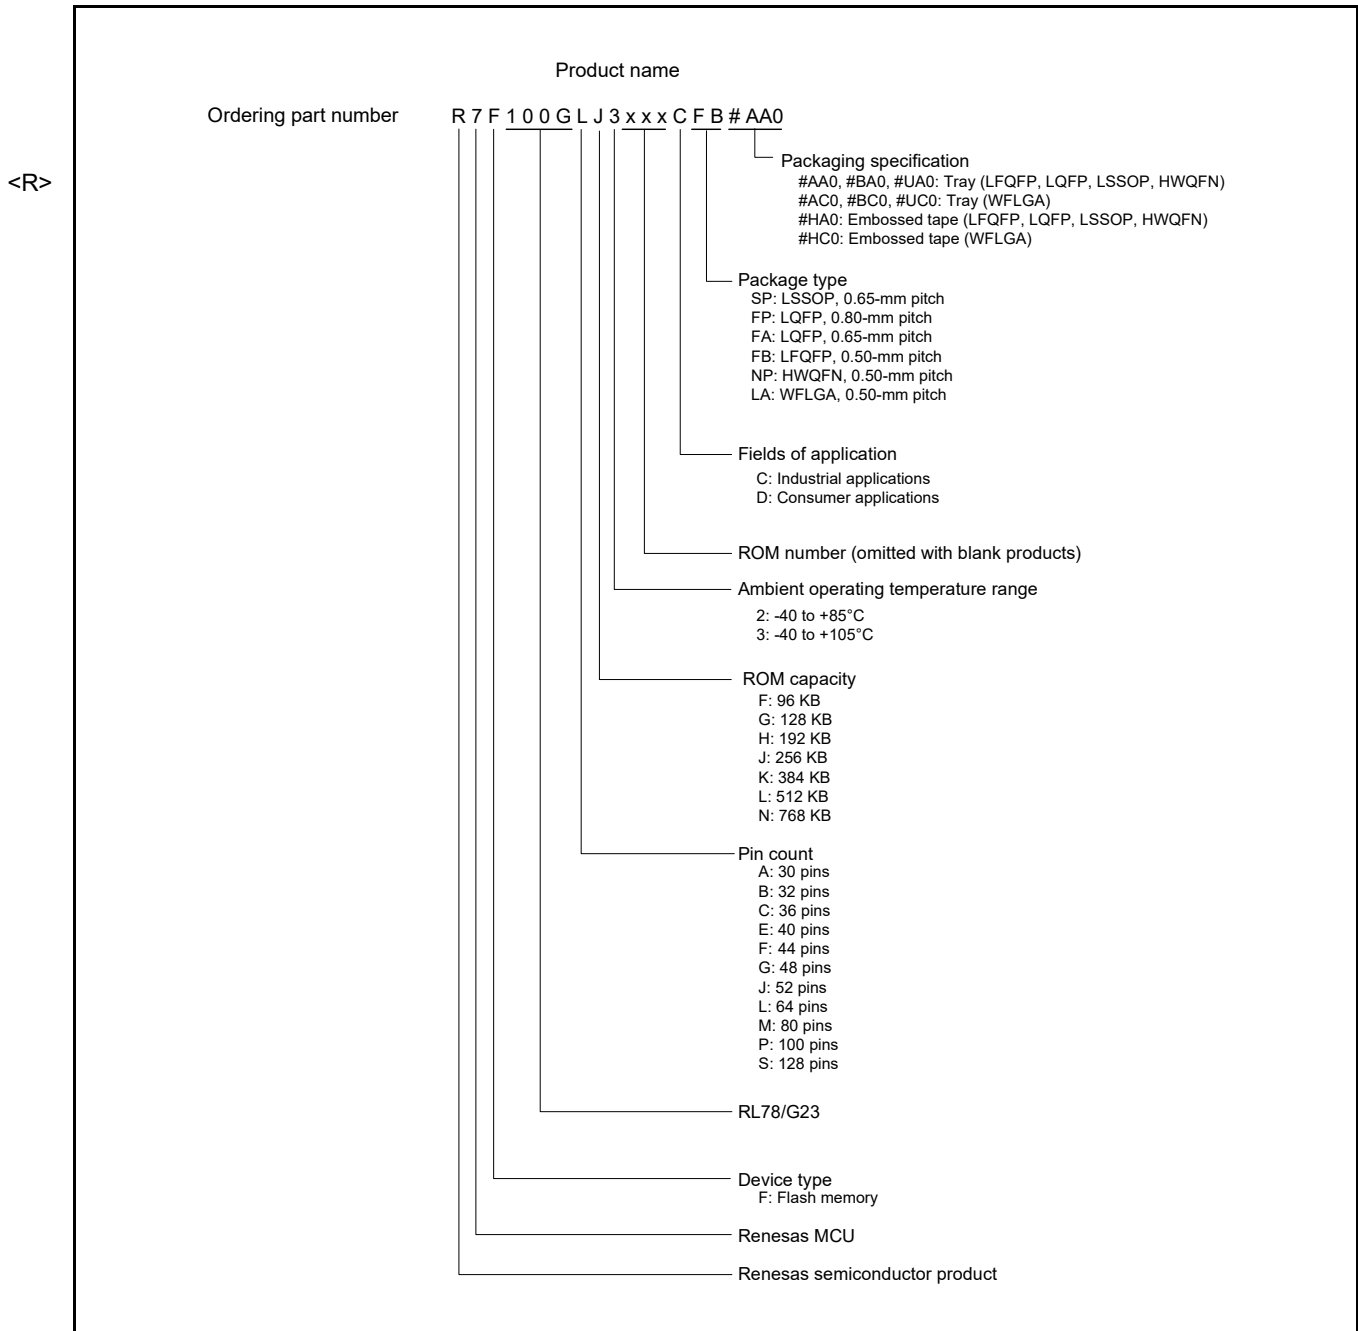 Product name
Ordering part number R 7 F 1 0 0 G L J 3 x x x C F B # AA0
Packaging specification
<R>
#AA0, #BA0, #UA0: Tray (LFQFP, LQFP, LSSOP, HWQFN)
#AC0, #BC0, #UC0: Tray (WFLGA)
#HA0: Embossed tape (LFQFP, LQFP, LSSOP, HWQFN)
#HC0: Embossed tape (WFLGA)
Package type
SP: LSSOP, 0.65-mm pitch
FP: LQFP, 0.80-mm pitch
FA: LQFP, 0.65-mm pitch
FB: LFQFP, 0.50-mm pitch
NP: HWQFN, 0.50-mm pitch
LA: WFLGA, 0.50-mm pitch
Fields of application
C: Industrial applications
D: Consumer applications
ROM number (omitted with blank products)
Ambient operating temperature range
2: -40 to +85°C
3: -40 to +105°C
ROM capacity
F: 96 KB
G: 128 KB
H: 192 KB
J: 256 KB
K: 384 KB
L: 512 KB
N: 768 KB
Pin count
A: 30 pins
B: 32 pins
C: 36 pins
E: 40 pins
F: 44 pins
G: 48 pins
J: 52 pins
L: 64 pins
M: 80 pins
P: 100 pins
S: 128 pins
RL78/G23
Device type
F: Flash memory
Renesas MCU
Renesas semiconductor product